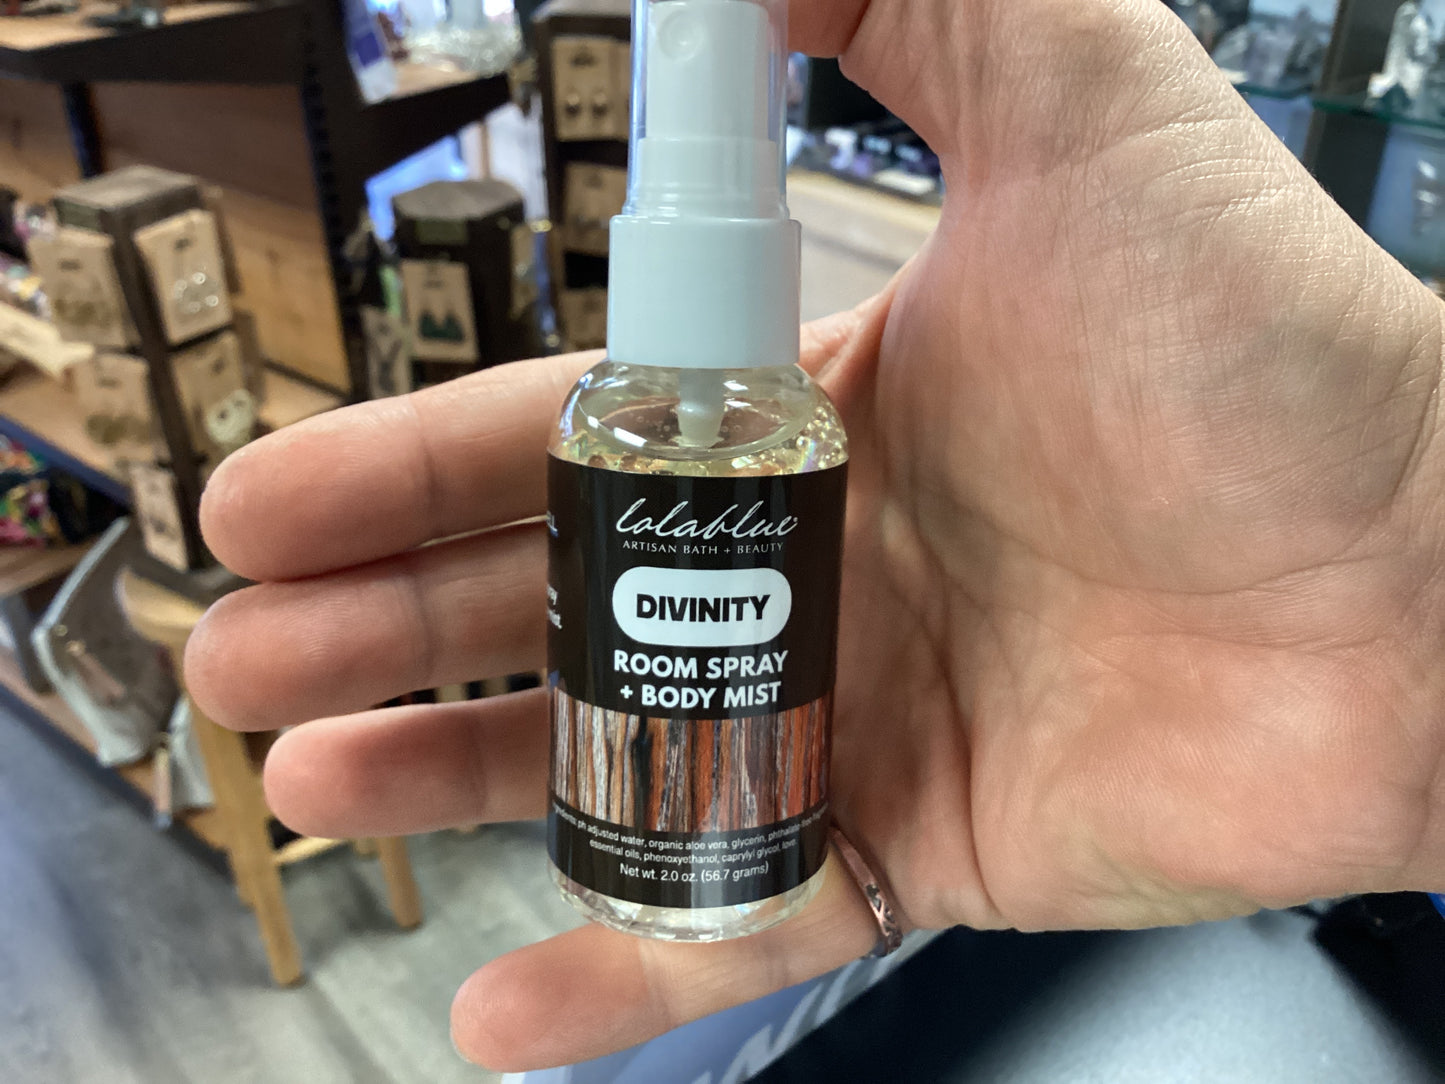 lolablue
ARTISAN BATH + BEAUTY
DIVINITY
ROOM SPRAY
+ BODY MIST
ph adjusted water, organic aloe vera, glycerin, phthalate-free
essential oils, phenoxyethanol, caprylyl glycol, love.
Net wt. 2.0 oz. (56.7 grams)